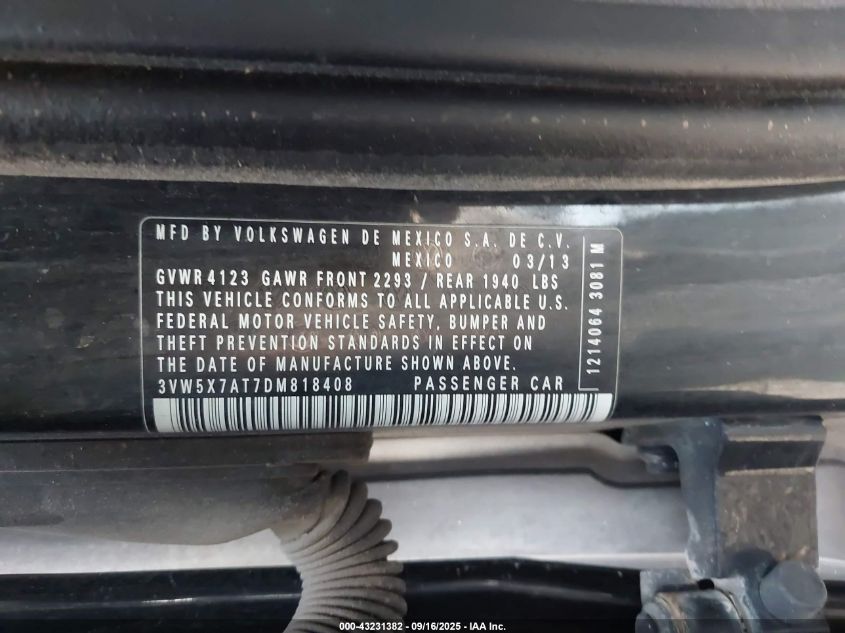 MFD BY VOLKSWAGEN DE MEXICO S.A. DE C.V.
MEXICO 03/13
GVWR 4123 GAWR FRONT 2293 / REAR 1940 LBS
THIS VEHICLE CONFORMS TO ALL APPLICABLE U.S.
FEDERAL MOTOR VEHICLE SAFETY, BUMPER AND
THEFT PREVENTION STANDARDS IN EFFECT ON
THE DATE OF MANUFACTURE SHOWN ABOVE.
3VW5X7AT7DM818408 PASSENGER CAR
1214064 3081 M
000-43231382 - 09/16/2025 - IAA Inc.